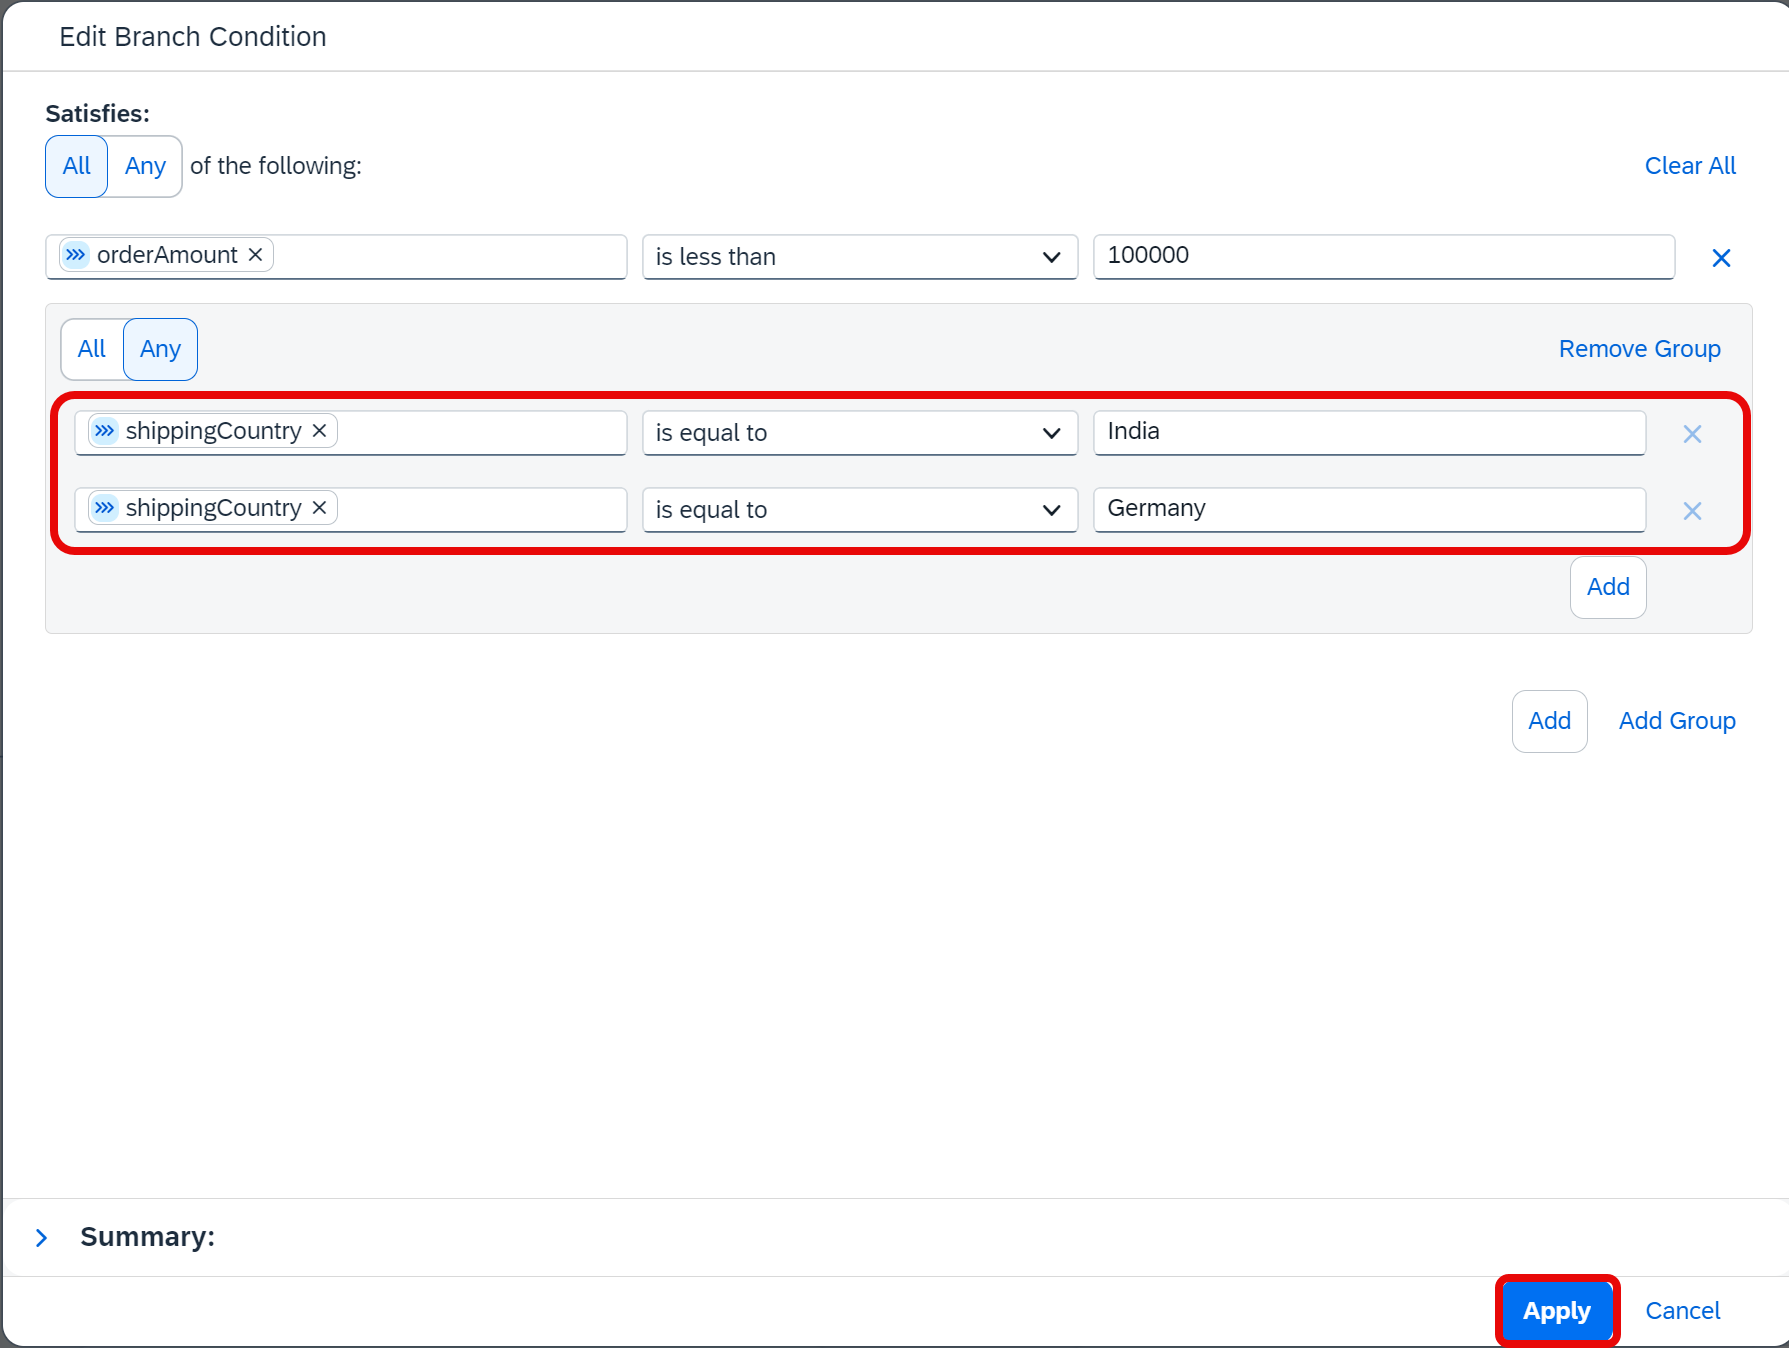 Edit Branch Condition
Satisfies:
All Any of the following: Clear All
orderAmount is less than 100000
All Any Remove Group
shippingCountry is equal to India
shippingCountry is equal to Germany
Add
Add Add Group
Summary:
Apply Cancel